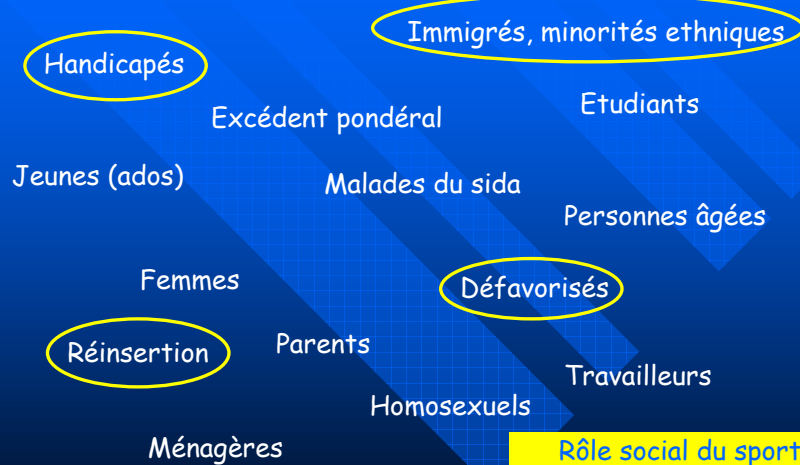 Immigrés, minorités ethniques
Handicapés
Etudiants
Excédent pondéral
Jeunes (ados)
Malades du sida
Personnes âgées
Femmes
Défavorisés
Réinsertion
Parents
Travailleurs
Homosexuels
Ménagères
Rôle social du sport